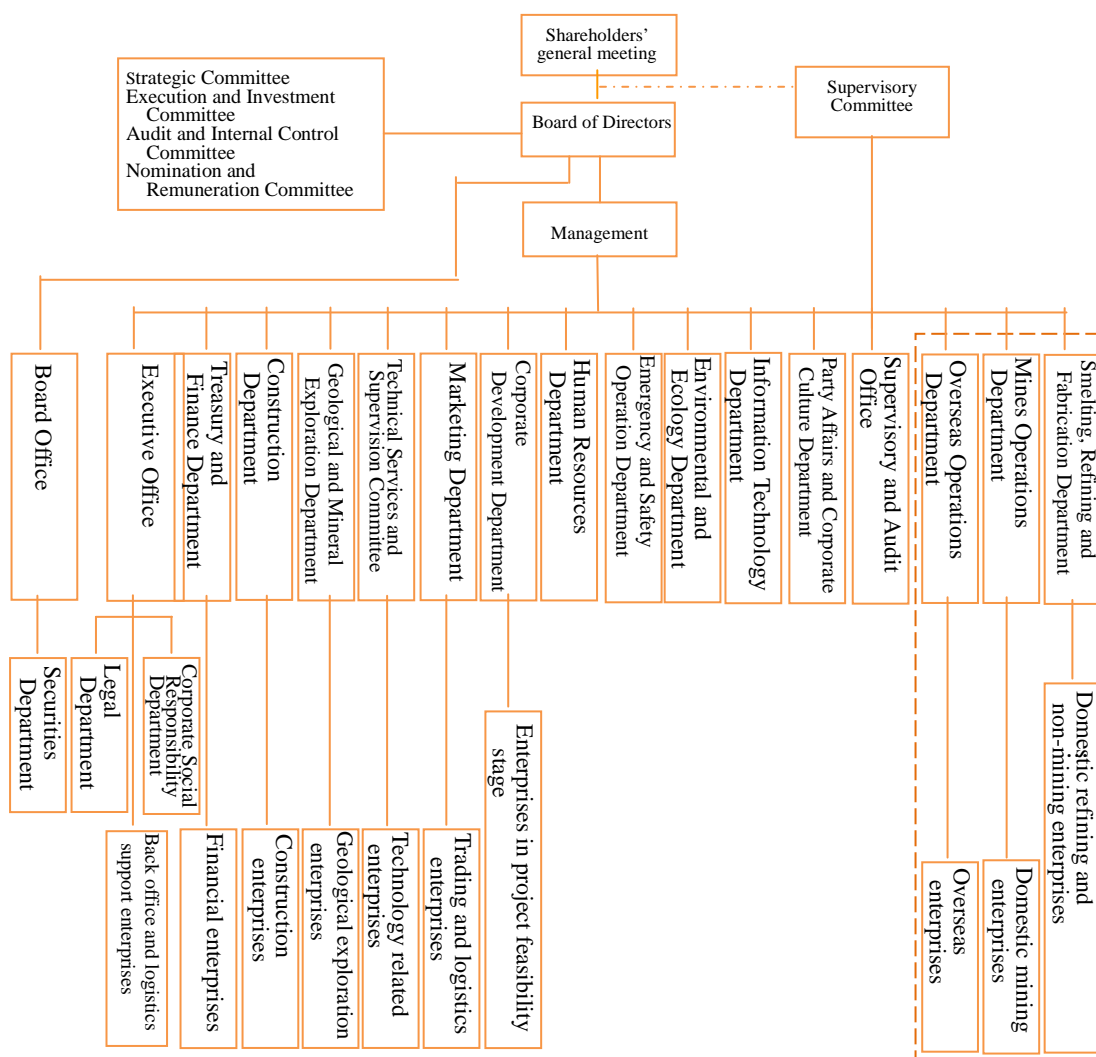 Shareholders'
general meeting
Strategic Committee
Execution and Investment
Committee
Audit and Internal Control
Committee
Nomination and
Remuneration Committee
Supervisory
Committee
Board of Directors
Management
Board Office
Executive Office
Treasury and
Finance Department
Construction
Department
Geological and Mineral
Exploration Department
Technical Services and
Supervision Committee
Marketing Department
Corporate
Development Department
Human Resources
Department
Emergency and Safety
Operation Department
Environmental and
Ecology Department
Information Technology
Department
Party Affairs and Corporate
Culture Department
Supervisory and Audit
Office
Overseas Operations
Department
Mines Operations
Department
Smelting, Refining and
Fabrication Department
Securities
Department
Legal
Department
Corporate Social
Responsibility
Department
Back office and logistics
support enterprises
Financial enterprises
Construction
enterprises
Geological exploration
enterprises
Technology related
enterprises
Trading and logistics
enterprises
Enterprises in project feasibility
stage
Overseas
enterprises
Domestic mining
enterprises
Domestic refining and
non-mining enterprises